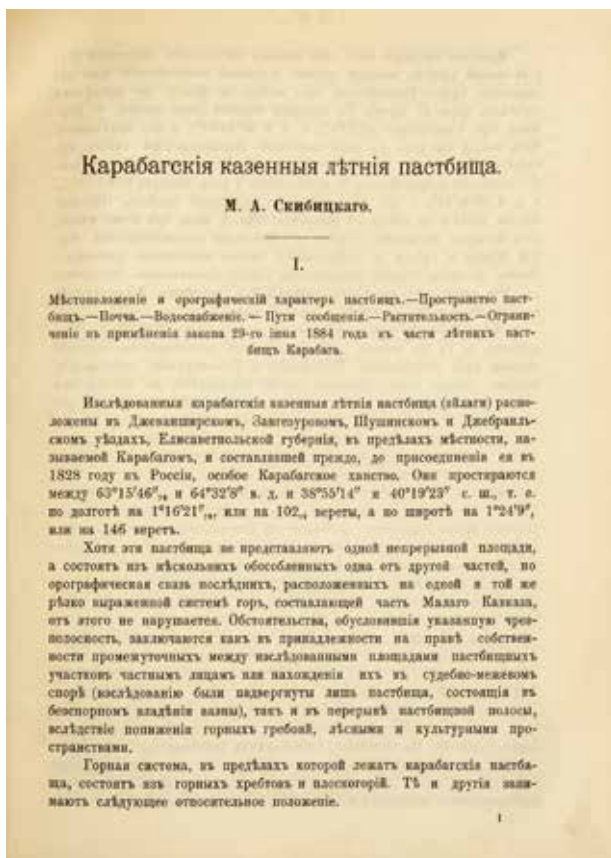 Карабагскія казенныя лѣтнія пастбища.
М. А. Скибицкаго.
I.
Мѣстоположеніе и орографическій характеръ пастбищъ.—Пространство паст-
бищъ.—Почва.—Водоснабженіе.— Пути сообщенія.—Растительность.—Ограни-
ченіе въ примѣненіи закона 29-го іюня 1884 года къ части лѣтнихъ паст-
бищъ Карабага.
Изслѣдованныя карабагскія казенныя лѣтнія пастбища (эйлаги) распо-
ложены въ Джеванширскомъ, Зангезурскомъ, Шушинскомъ и Джебраиль-
скомъ уѣздахъ, Елисаветпольской губерніи, въ предѣлахъ мѣстности, на-
зываемой Карабагомъ, и составлявшей прежде, до присоединенія ея въ
1828 году къ Россіи, особое Карабагское ханство. Они простираются
между 63°15′46″ и 64°32′8″ в. д. и 38°55′14″ и 40°19′23″ с. ш., т. е.
по долготѣ на 1°16′21″ или на 102 версты, а по широтѣ на 1°24′9″,
или на 146 верстъ.
Хотя эти пастбища не представляютъ одной непрерывной площади,
а состоятъ изъ нѣсколькихъ обособленныхъ одна отъ другой частей, но
орографическая связь послѣднихъ, расположенныхъ на одной и той же
рѣзко выраженной системѣ горъ, составляющей часть Малаго Кавказа,
отъ этого не нарушается. Обстоятельства, обусловившія указанную чрез-
полосность, заключаются какъ въ принадлежности на правѣ собствен-
ности промежуточныхъ между изслѣдованными площадами пастбищныхъ
участковъ частнымъ лицамъ или нахожденіи ихъ въ судебно-межевомъ
спорѣ (изслѣдованію были подвергнуты лишь пастбища, состоящія въ
безспорномъ владѣніи казны), такъ и въ перерывѣ пастбищной полосы,
вслѣдствіе пониженія горныхъ гребней, лѣсными и культурными про-
странствами.
Горная система, въ предѣлахъ которой лежатъ карабагскія пастби-
ща, состоитъ изъ горныхъ хребтовъ и плоскогорій. Тѣ и другія зани-
маютъ слѣдующее относительное положеніе.
1